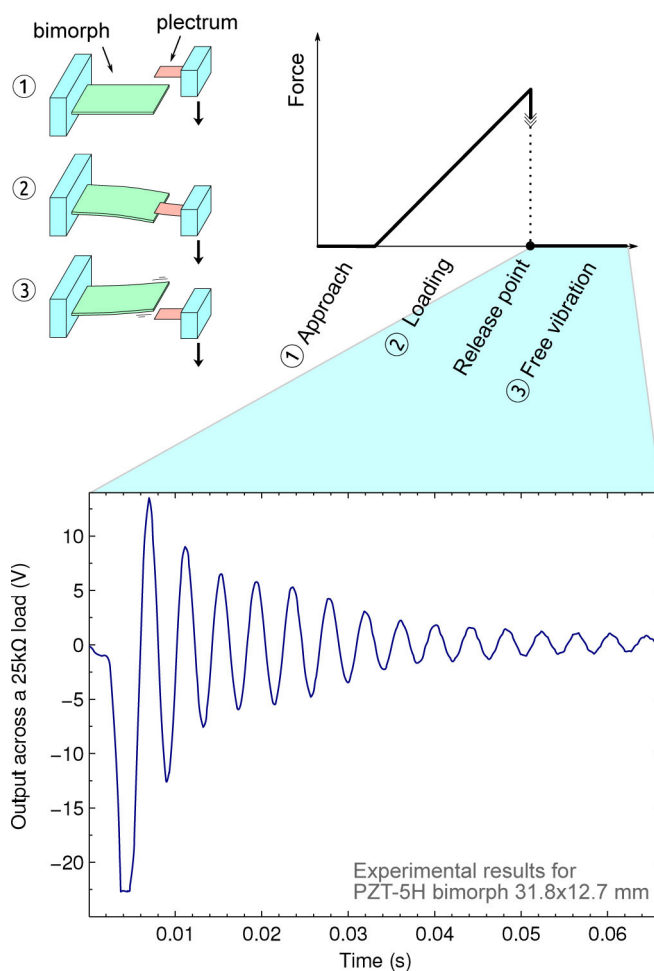 bimorph
plectrum
1
2
3
Force
① Approach
② Loading
Release point
③ Free vibration
Output across a 25kΩ load (V)
10
5
0
−5
−10
−15
−20
Experimental results for
PZT-5H bimorph 31.8x12.7 mm
0.01
0.02
0.03
0.04
0.05
0.06
Time (s)